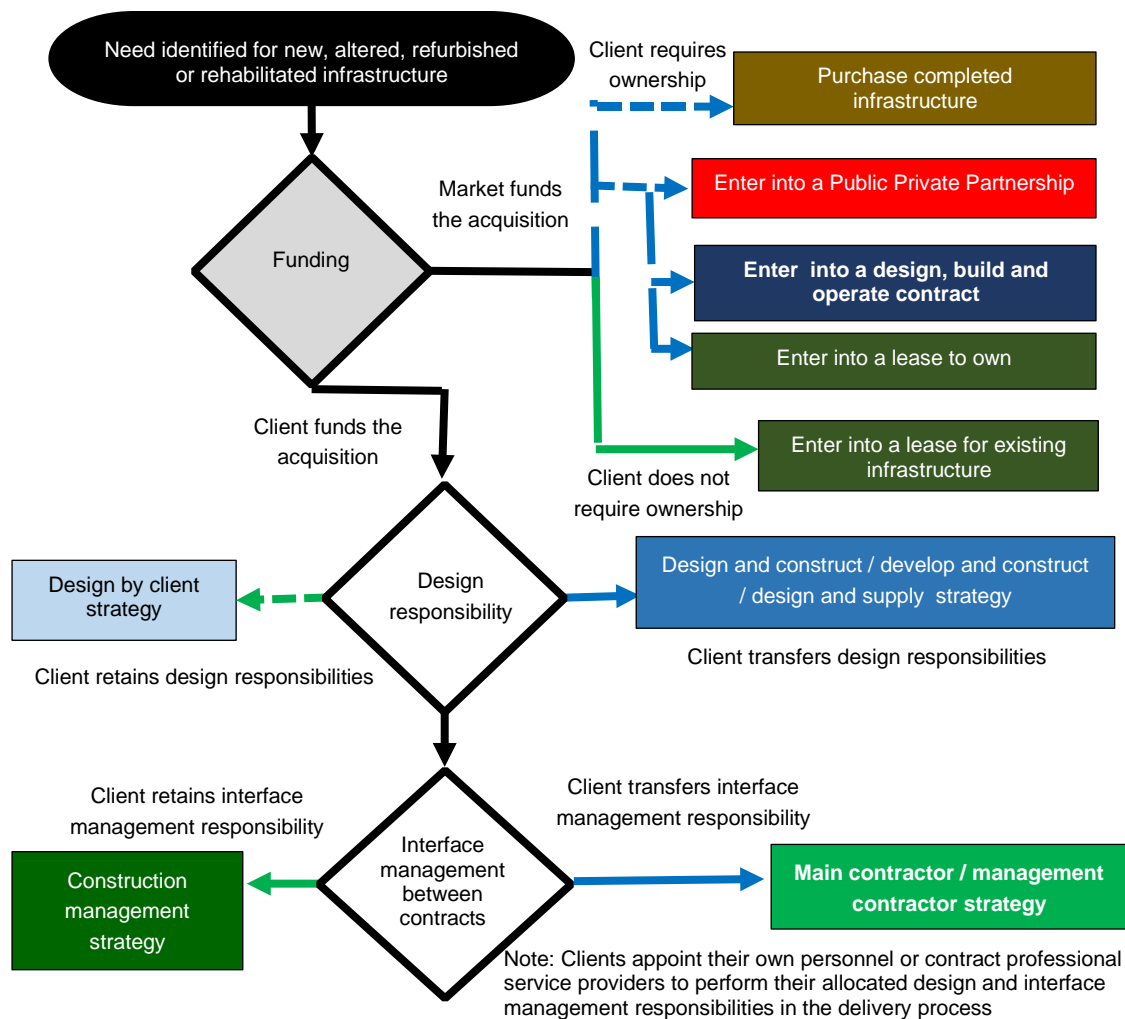 Need identified for new, altered, refurbished
or rehabilitated infrastructure
Client requires
ownership
Purchase completed
infrastructure
Market funds
the acquisition
Enter into a Public Private Partnership
Funding
Enter into a design, build and
operate contract
Enter into a lease to own
Client funds the
acquisition
Enter into a lease for existing
infrastructure
Client does not
require ownership
Design by client
strategy
Design
responsibility
Design and construct / develop and construct
/ design and supply strategy
Client retains design responsibilities
Client transfers design responsibilities
Client retains interface
management responsibility
Client transfers interface
management responsibility
Interface
management
between
contracts
Construction
management
strategy
Main contractor / management
contractor strategy
Note: Clients appoint their own personnel or contract professional
service providers to perform their allocated design and interface
management responsibilities in the delivery process